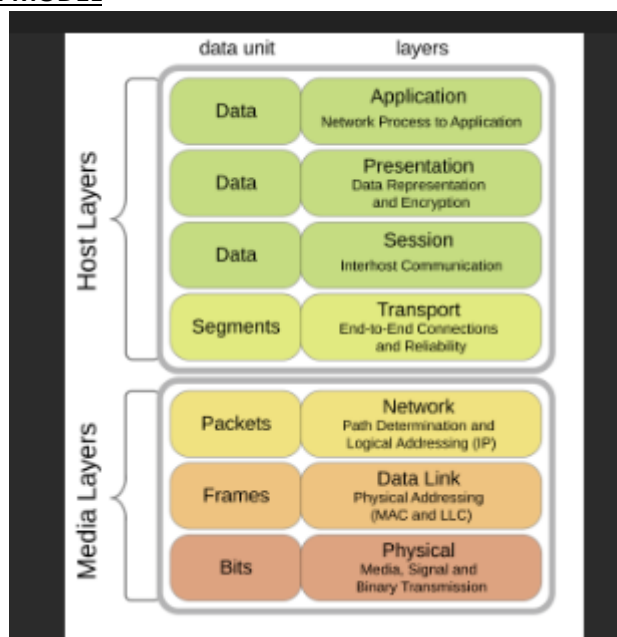 data unit layers
Host Layers
Data
Application
Network Process to Application
Data
Presentation
Data Representation
and Encryption
Data
Session
Interhost Communication
Segments
Transport
End-to-End Connections
and Reliability
Media Layers
Packets
Network
Path Determination and
Logical Addressing (IP)
Frames
Data Link
Physical Addressing
(MAC and LLC)
Bits
Physical
Media, Signal and
Binary Transmission